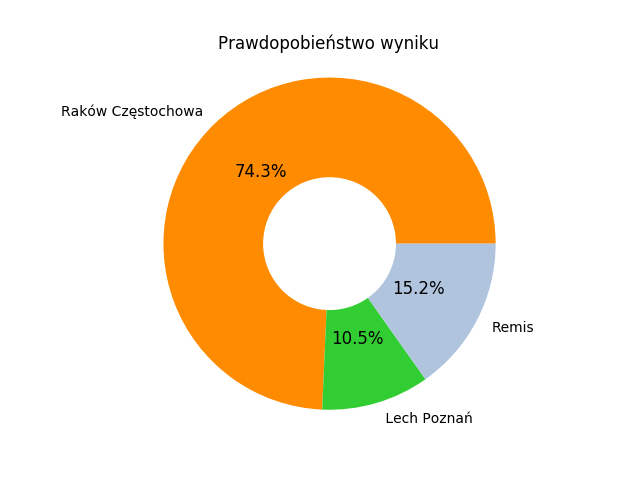 Prawdopobieństwo wyniku
Raków Częstochowa
74.3%
15.2%
Remis
10.5%
Lech Poznań